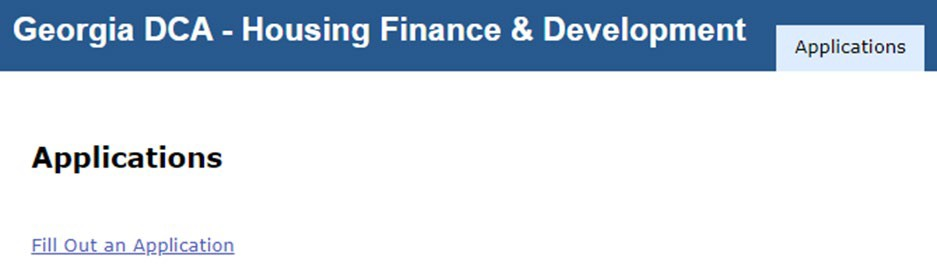 Georgia DCA - Housing Finance & Development
Applications
Applications
Fill Out an Application